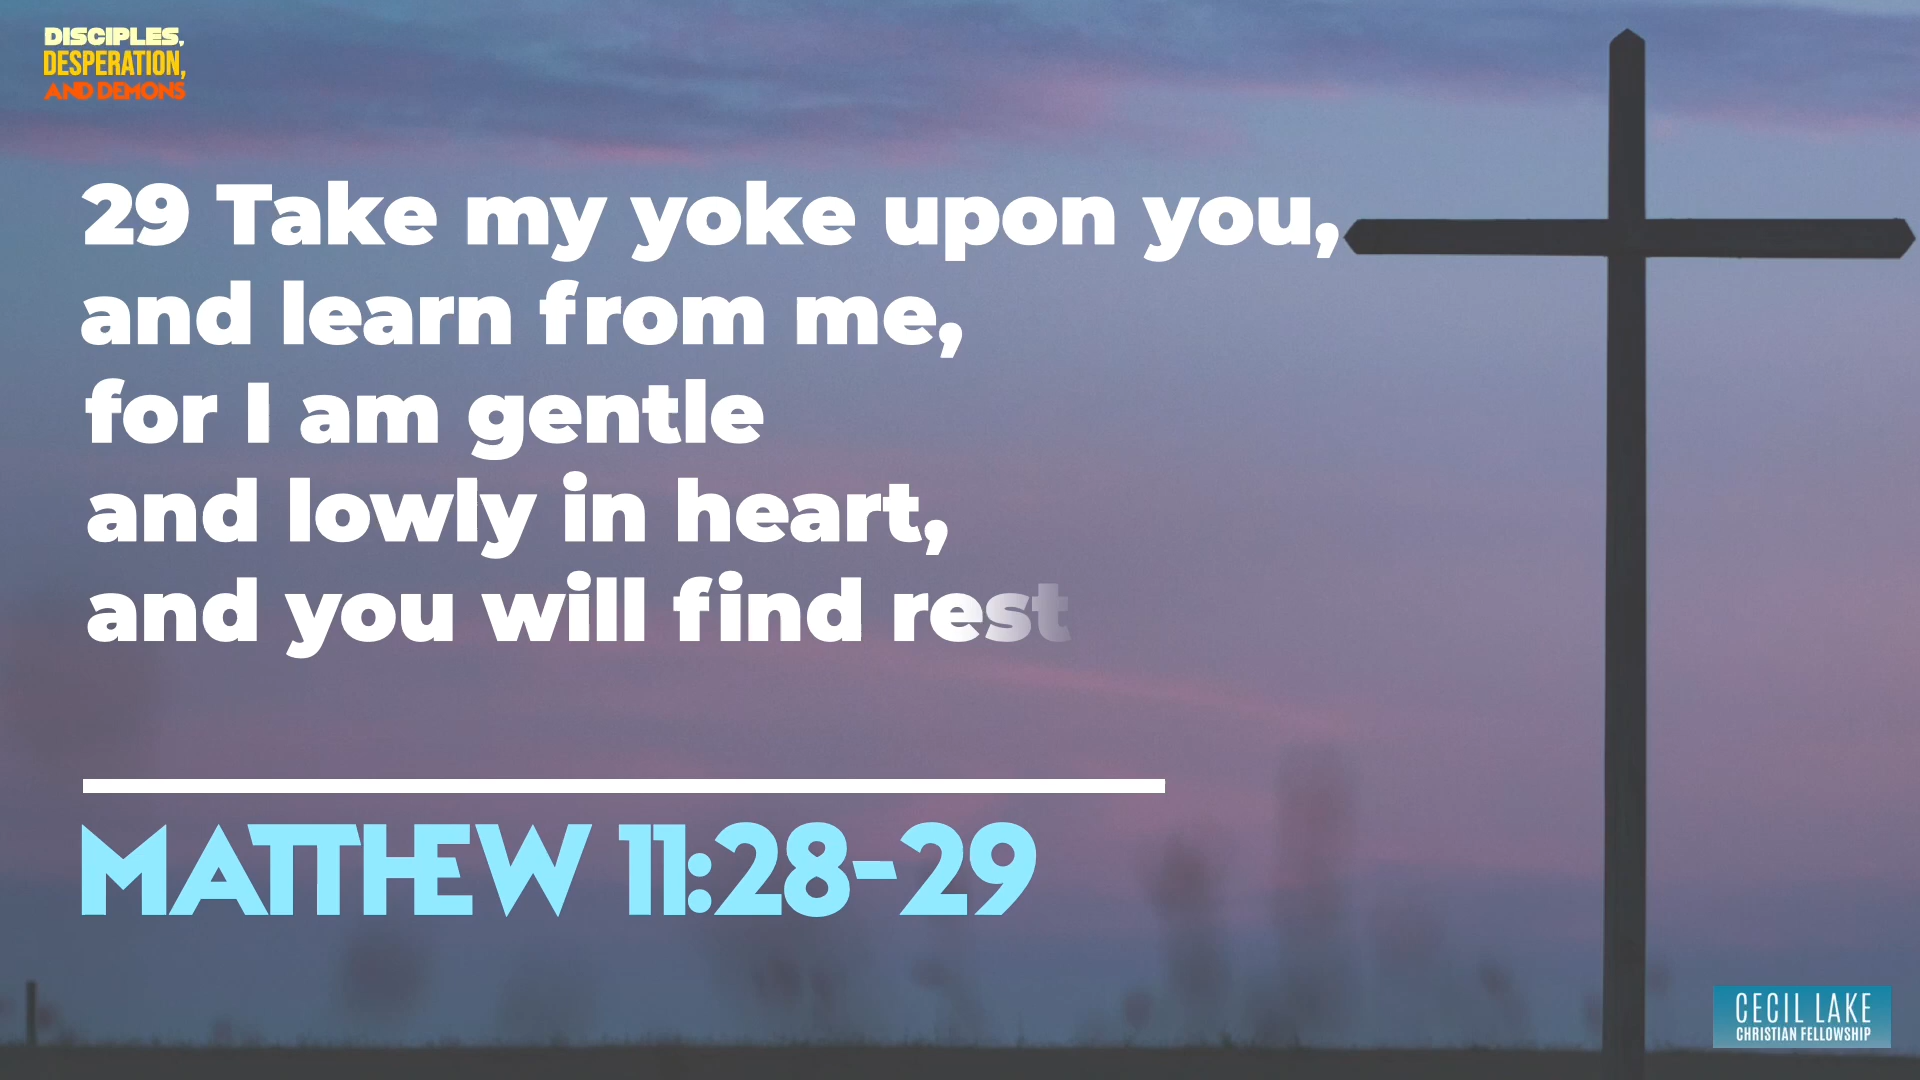 DISCIPLES,
DESPERATION,
AND DEMONS
29 Take my yoke upon you,
and learn from me,
for I am gentle
and lowly in heart,
and you will find rest
MATTHEW 11:28-29
CECIL LAKE
CHRISTIAN FELLOWSHIP